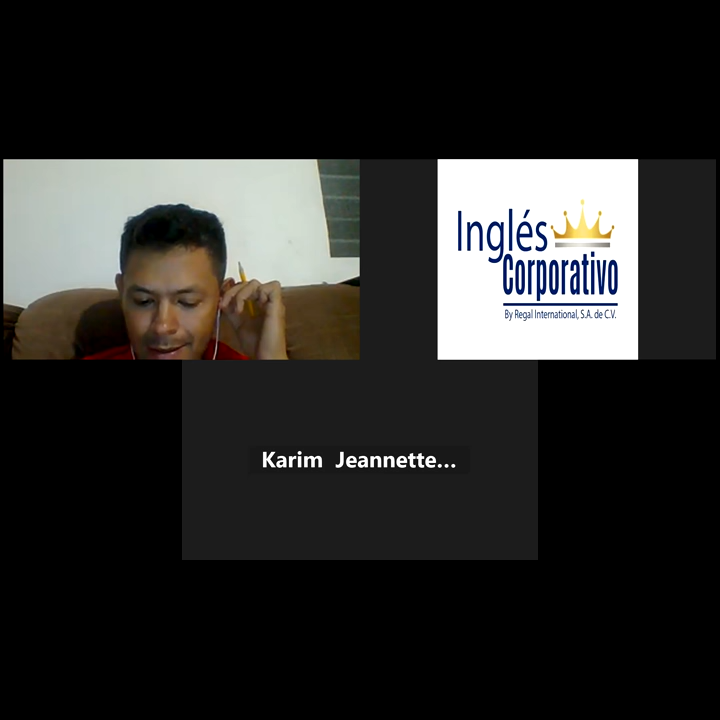 Inglés
Corporativo
By Regal International, S.A. de C.V.
Karim Jeannette...